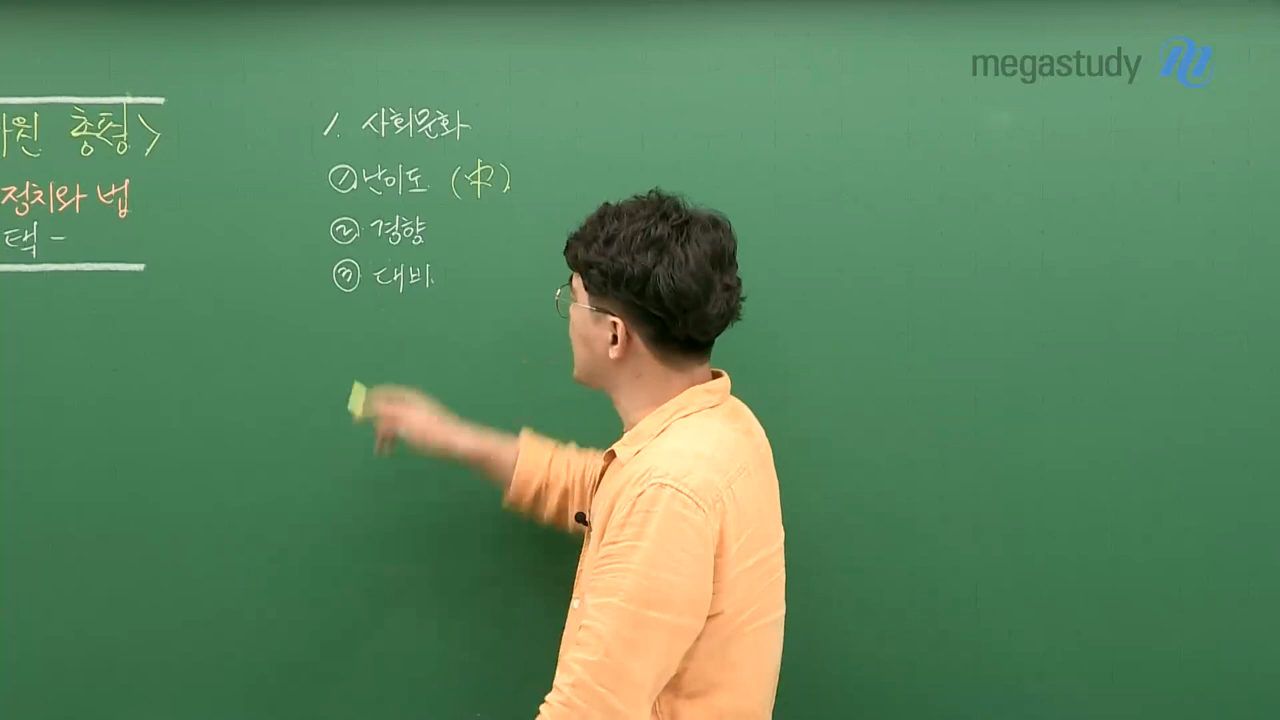 megastudy
원 총평>
정치와 법
택 -
1. 사회문화
① 난이도 (中)
② 경향
③ 대비.